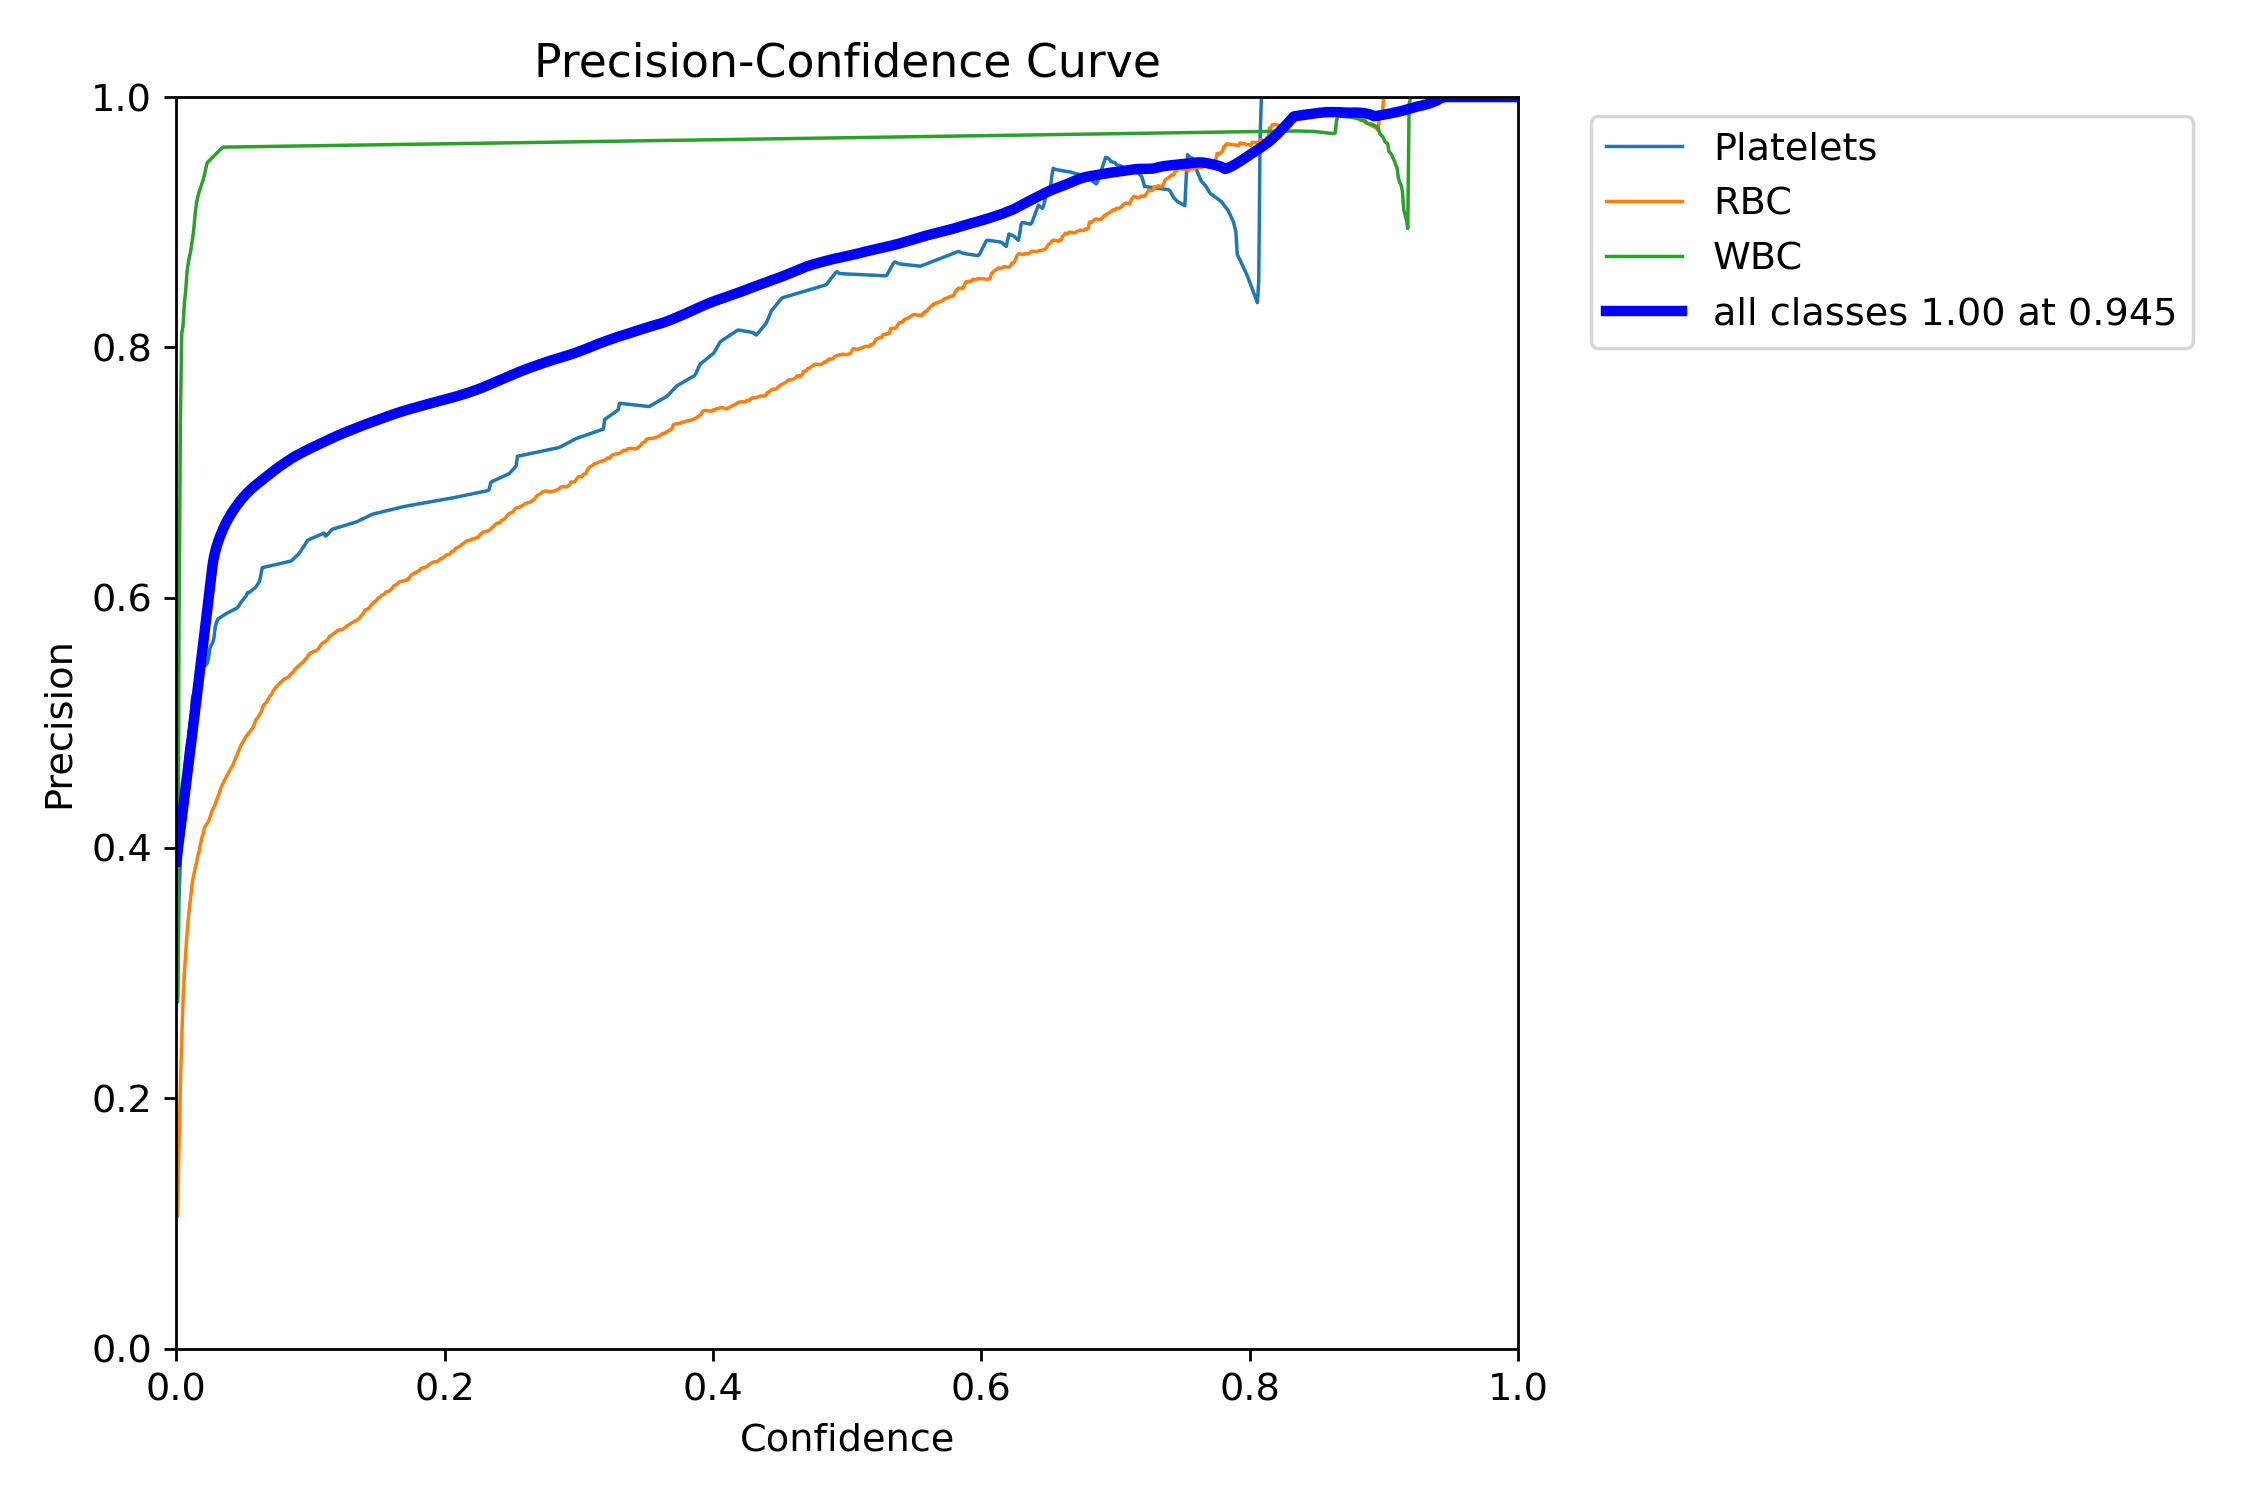 Precision-Confidence Curve
1.0
0.8
0.6
0.4
0.2
0.0
Precision
0.0 0.2 0.4 0.6 0.8 1.0
Confidence
Platelets
RBC
WBC
all classes 1.00 at 0.945